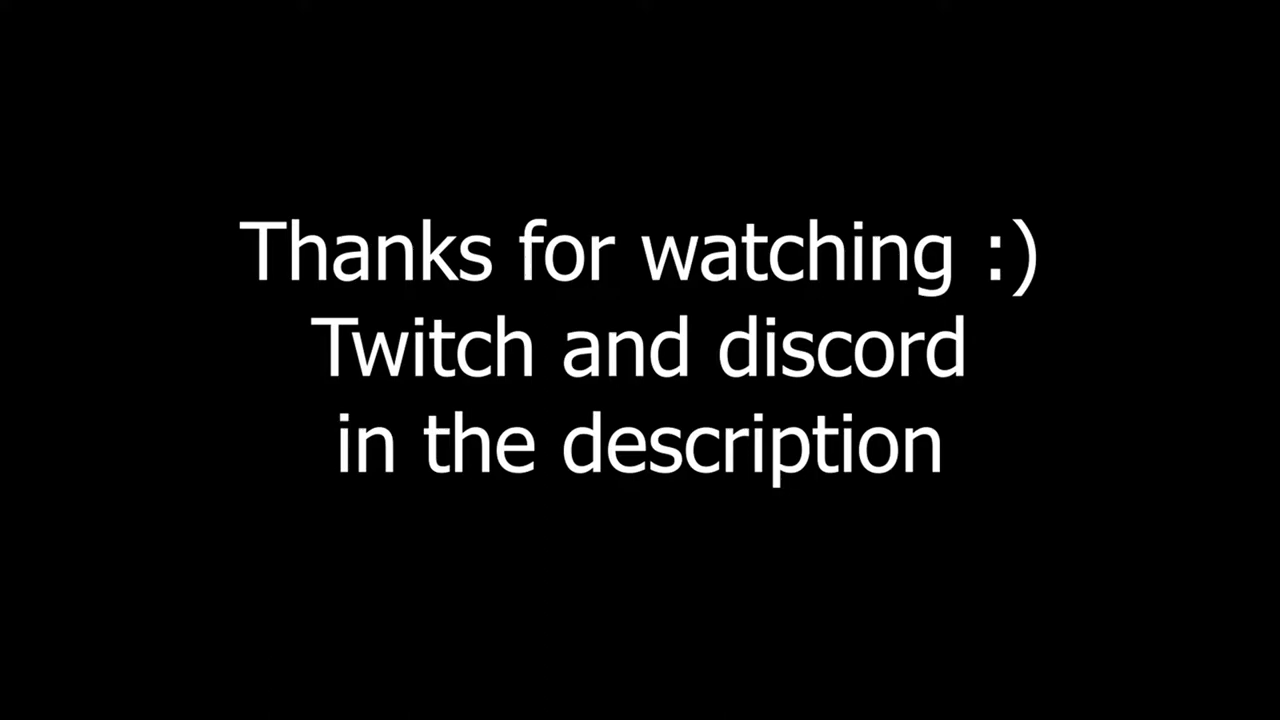 Thanks for watching :)
Twitch and discord
in the description